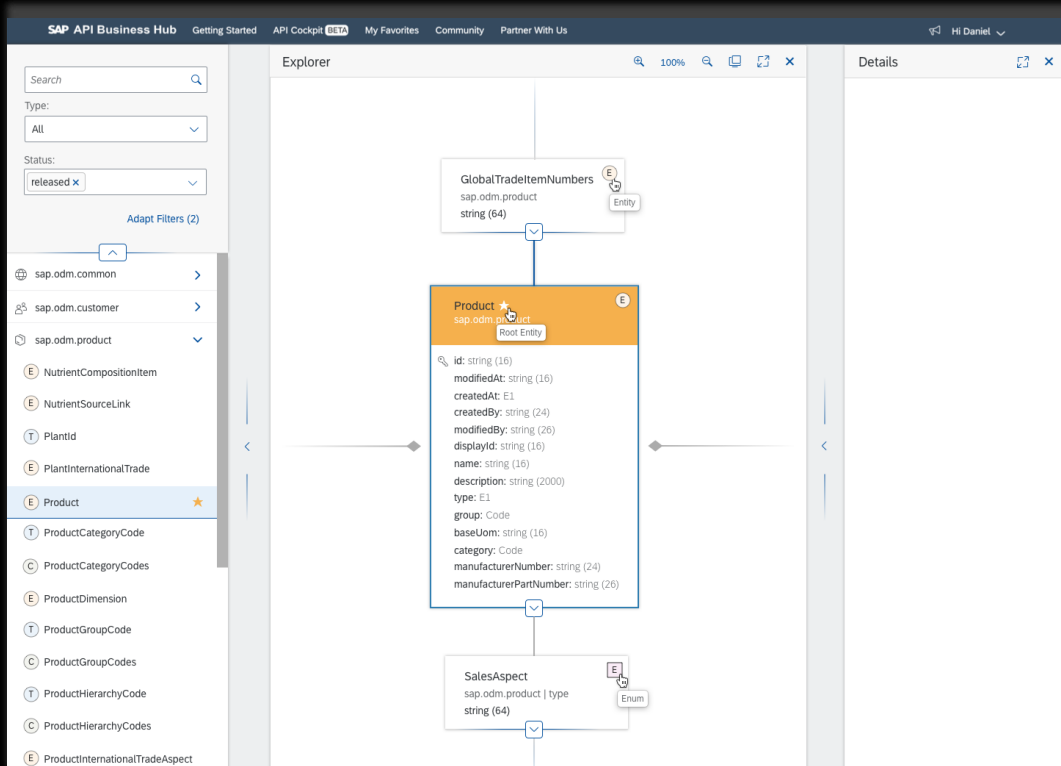 SAP API Business Hub Getting Started API Cockpit BETA My Favorites Community Partner With Us Hi Daniel
Search
Type:
All
Status:
released ×
Adapt Filters (2)
sap.odm.common
sap.odm.customer
sap.odm.product
E NutrientCompositionItem
E NutrientSourceLink
T PlantId
E PlantInternationalTrade
E Product
T ProductCategoryCode
C ProductCategoryCodes
E ProductDimension
T ProductGroupCode
C ProductGroupCodes
T ProductHierarchyCode
C ProductHierarchyCodes
E ProductInternationalTradeAspect
Explorer 100%
GlobalTradeItemNumbers E
sap.odm.product
Entity
string (64)
Product E
sap.odm.product
Root Entity
id: string (16)
modifiedAt: string (16)
createdAt: E1
createdBy: string (24)
modifiedBy: string (26)
displayId: string (16)
name: string (16)
description: string (2000)
type: E1
group: Code
baseUom: string (16)
category: Code
manufacturerNumber: string (24)
manufacturerPartNumber: string (26)
SalesAspect E
sap.odm.product | type
Enum
string (64)
Details